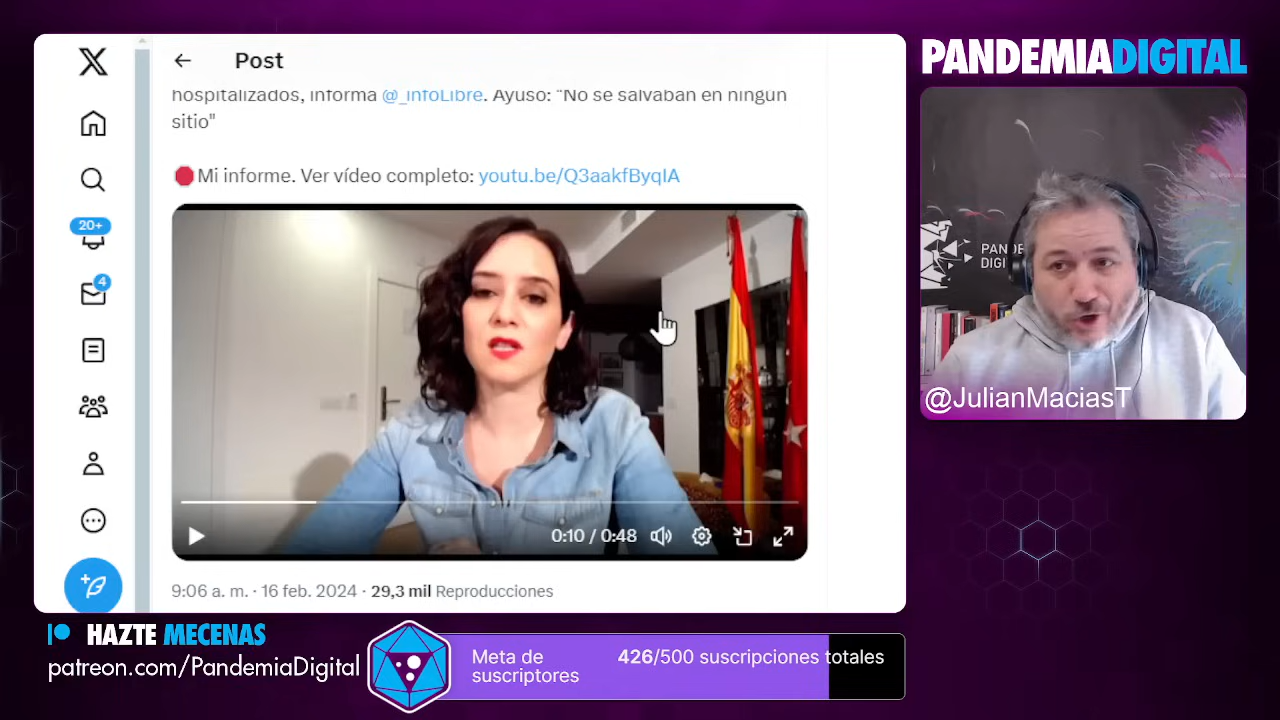 PANDEMIADIGITAL
Post
hospitalizados, informa @_infoLibre. Ayuso: "No se salvaban en ningún
sitio"
Mi informe. Ver vídeo completo: youtu.be/Q3aakfByqIA
20+
4
0:10 / 0:48
9:06 a. m. · 16 feb. 2024 · 29,3 mil Reproducciones
PANDE
DIGI
@JulianMaciasT
HAZTE MECENAS
patreon.com/PandemiaDigital
Meta de
suscriptores
426/500 suscripciones totales